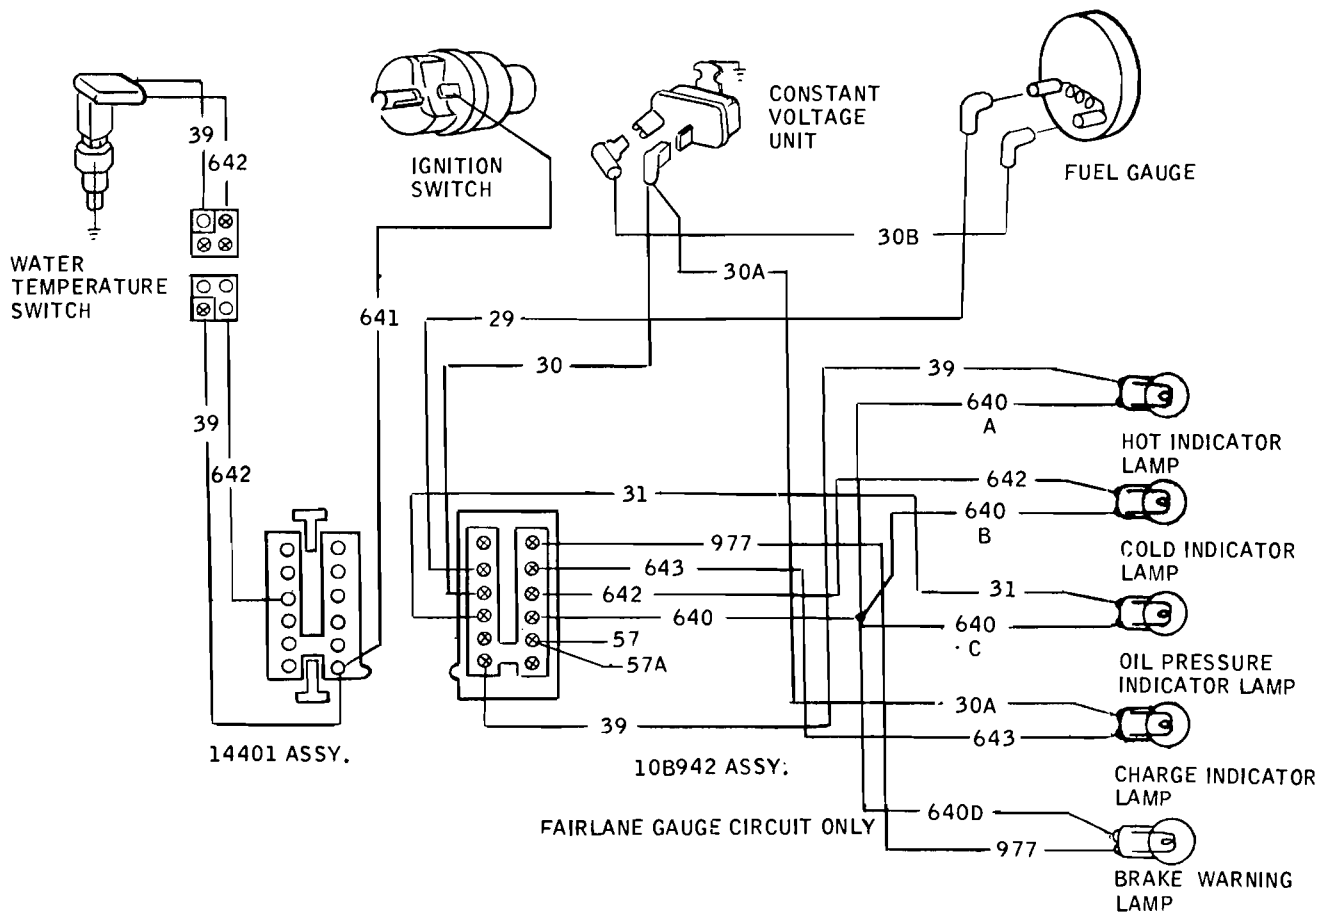 CONSTANT
VOLTAGE
UNIT
39
642
IGNITION
SWITCH
FUEL GAUGE
30B
WATER
TEMPERATURE
SWITCH
30A
641
29
30
39
39
640
A
HOT INDICATOR
LAMP
642
642
31
640
B
977
COLD INDICATOR
LAMP
643
642
31
640
640
C
57
57A
OIL PRESSURE
INDICATOR LAMP
30A
39
643
14401 ASSY.
10B942 ASSY.
CHARGE INDICATOR
LAMP
640D
FAIRLANE GAUGE CIRCUIT ONLY
977
BRAKE WARNING
LAMP